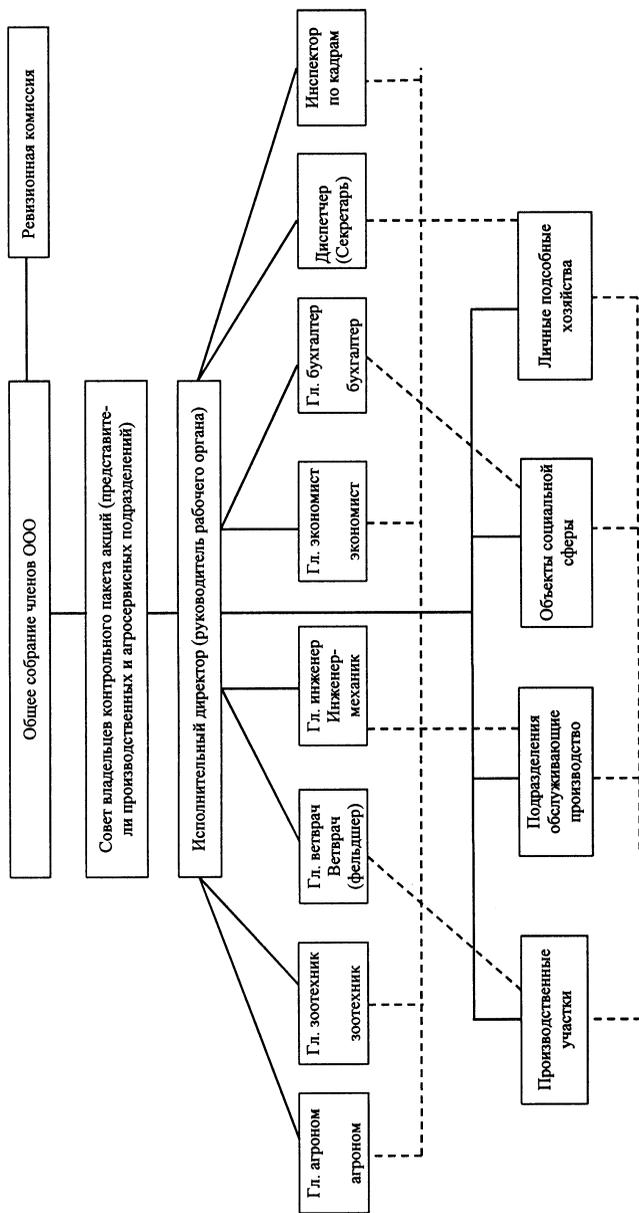 Общее собрание членов ООО
Ревизионная комиссия
Совет владельцев контрольного пакета акций (представите-
ли производственных и агросервисных подразделений)
Исполнительный директор (руководитель рабочего органа)
Гл. агроном
агроном
Гл. зоотехник
зоотехник
Гл. ветврач
Ветврач
(фельдшер)
Гл. инженер
Инженер-
механик
Гл. экономист
экономист
Гл. бухгалтер
бухгалтер
Диспетчер
(Секретарь)
Инспектор
по кадрам
Производственные
участки
Подразделения
обслуживающие
производство
Объекты социальной
сферы
Личные подсобные
хозяйства